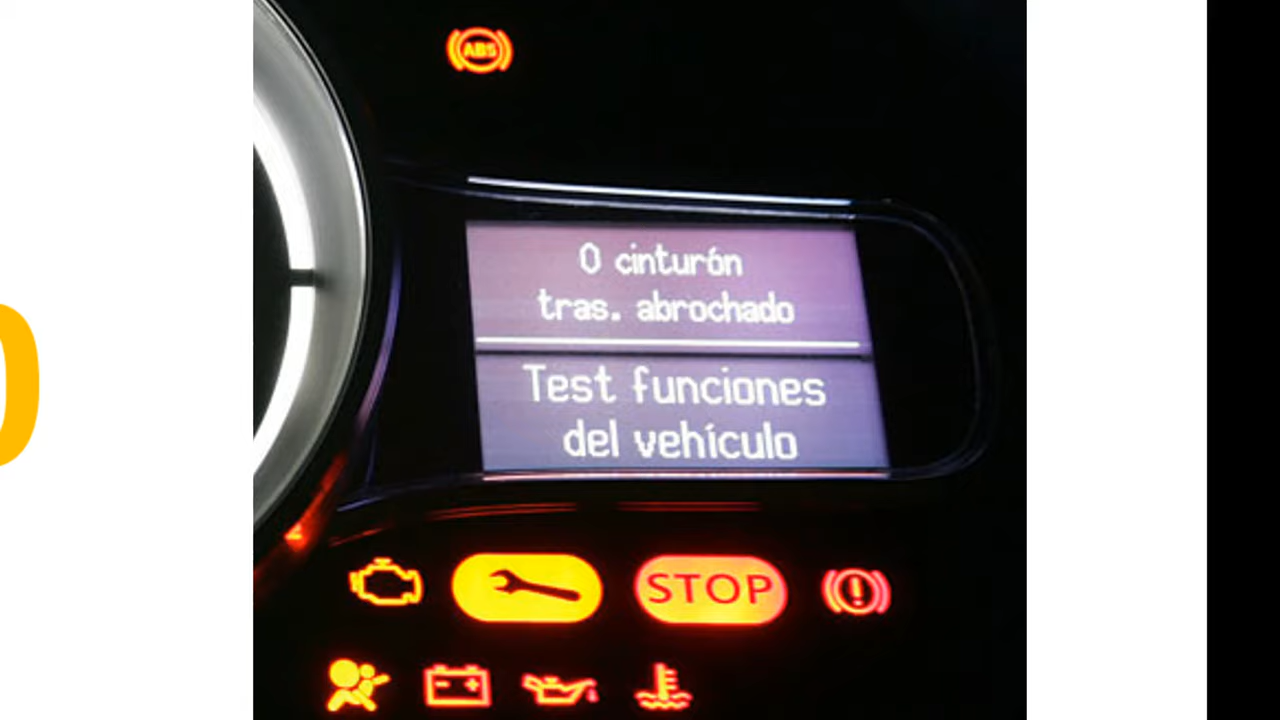 ABS
0 cinturón
tras. abrochado
Test funciones
del vehículo
STOP